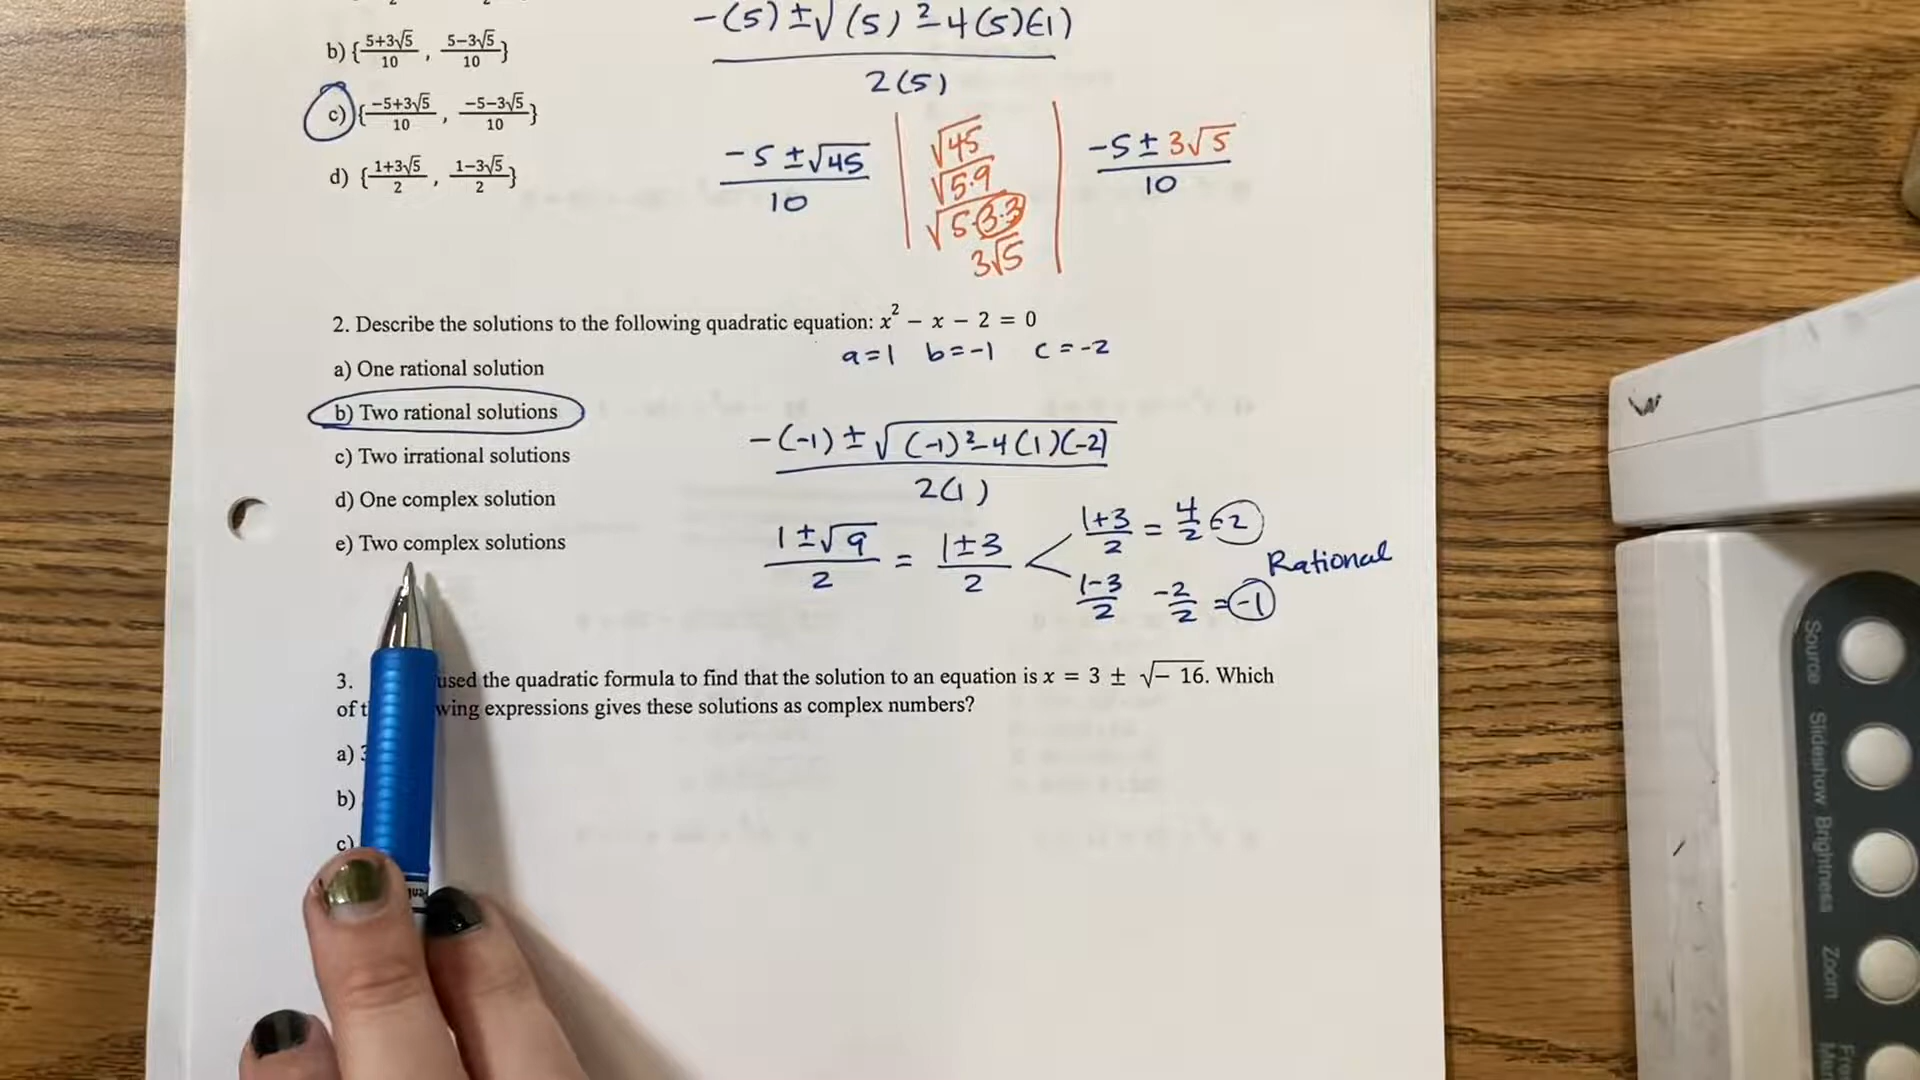 b) {5+3√5/10 , 5−3√5/10}
c) {−5+3√5/10 , −5−3√5/10}
d) {1+3√5/2 , 1−3√5/2}
-(5) ±√(5)²-4(5)(-1)
2(5)
-5 ±√45
10
√45
√5·9
√5·3·3
3√5
-5 ± 3√5
10
2. Describe the solutions to the following quadratic equation: x² − x − 2 = 0
a=1 b=-1 c=-2
a) One rational solution
b) Two rational solutions
c) Two irrational solutions
d) One complex solution
e) Two complex solutions
-(-1) ± √(-1)²-4(1)(-2)
2(1)
1±√9/2 = 1±3/2
1+3/2 = 4/2 = 2
1-3/2 -2/2 = -1
Rational
3. used the quadratic formula to find that the solution to an equation is x = 3 ± √− 16. Which
of expressions gives these solutions as complex numbers?
a)
b)
c)
Source
Slideshow
Brightness
Zoom